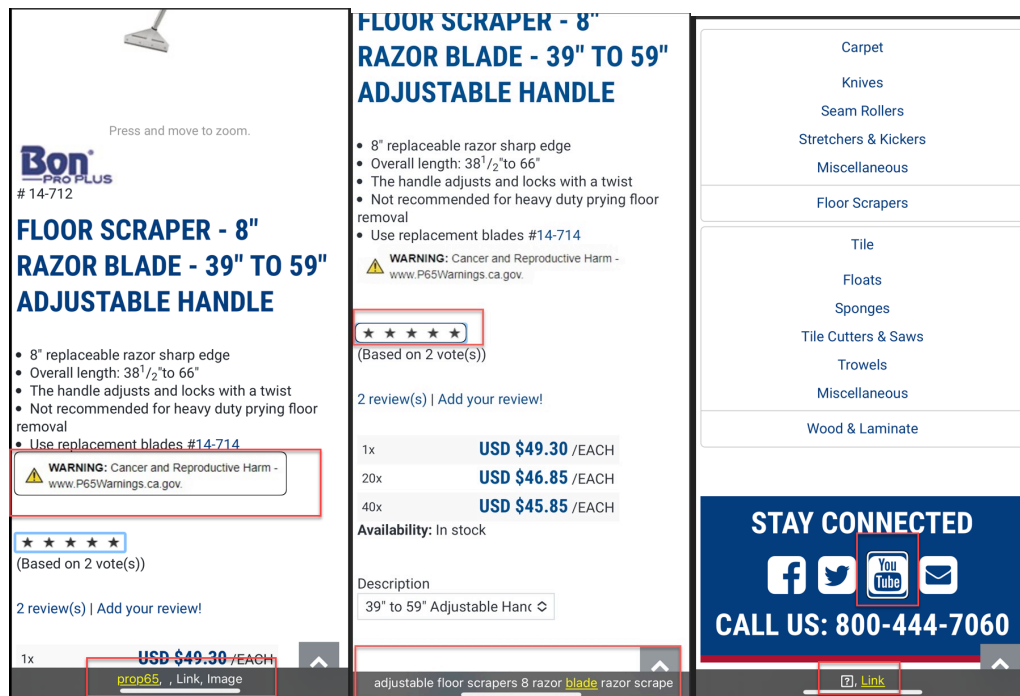 Press and move to zoom.
Bon
PRO PLUS
# 14-712
FLOOR SCRAPER - 8"
RAZOR BLADE - 39" TO 59"
ADJUSTABLE HANDLE
• 8" replaceable razor sharp edge
• Overall length: 38 1/2"to 66"
• The handle adjusts and locks with a twist
• Not recommended for heavy duty prying floor
removal
• Use replacement blades #14-714
WARNING: Cancer and Reproductive Harm -
www.P65Warnings.ca.gov.
★ ★ ★ ★ ★
(Based on 2 vote(s))
2 review(s) | Add your review!
1x USD $49.30 /EACH
prop65, , Link, Image
FLOOR SCRAPER - 8"
RAZOR BLADE - 39" TO 59"
ADJUSTABLE HANDLE
• 8" replaceable razor sharp edge
• Overall length: 38 1/2"to 66"
• The handle adjusts and locks with a twist
• Not recommended for heavy duty prying floor
removal
• Use replacement blades #14-714
WARNING: Cancer and Reproductive Harm -
www.P65Warnings.ca.gov.
★ ★ ★ ★ ★
(Based on 2 vote(s))
2 review(s) | Add your review!
1x USD $49.30 /EACH
20x USD $46.85 /EACH
40x USD $45.85 /EACH
Availability: In stock
Description
39" to 59" Adjustable Hanc
adjustable floor scrapers 8 razor blade razor scrape
Carpet
Knives
Seam Rollers
Stretchers & Kickers
Miscellaneous
Floor Scrapers
Tile
Floats
Sponges
Tile Cutters & Saws
Trowels
Miscellaneous
Wood & Laminate
STAY CONNECTED
You
Tube
CALL US: 800-444-7060
?, Link